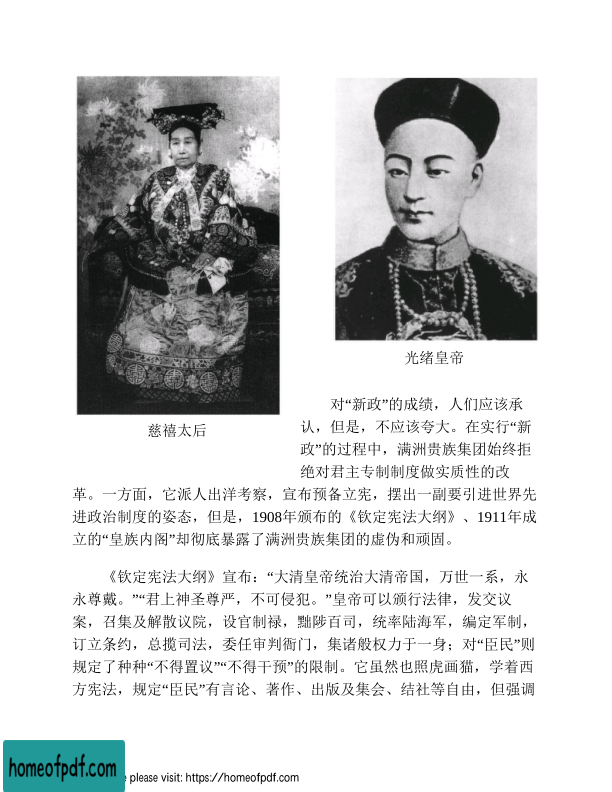 光绪皇帝
慈禧太后
对“新政”的成绩，人们应该承
认，但是，不应该夸大。在实行“新
政”的过程中，满洲贵族集团始终拒
绝对君主专制制度做实质性的改
革。一方面，它派人出洋考察，宣布预备立宪，摆出一副要引进世界先
进政治制度的姿态，但是，1908年颁布的《钦定宪法大纲》、1911年成
立的“皇族内阁”却彻底暴露了满洲贵族集团的虚伪和顽固。
《钦定宪法大纲》宣布：“大清皇帝统治大清帝国，万世一系，永
永尊戴。”“君上神圣尊严，不可侵犯。”皇帝可以颁行法律，发交议
案，召集及解散议院，设官制禄，黜陟百司，统率陆海军，编定军制，
订立条约，总揽司法，委任审判衙门，集诸般权力于一身；对“臣民”则
规定了种种“不得置议”“不得干预”的限制。它虽然也照虎画猫，学着西
方宪法，规定“臣民”有言论、著作、出版及集会、结社等自由，但强调
homeofpdf.com
e please visit: https://homeofpdf.com